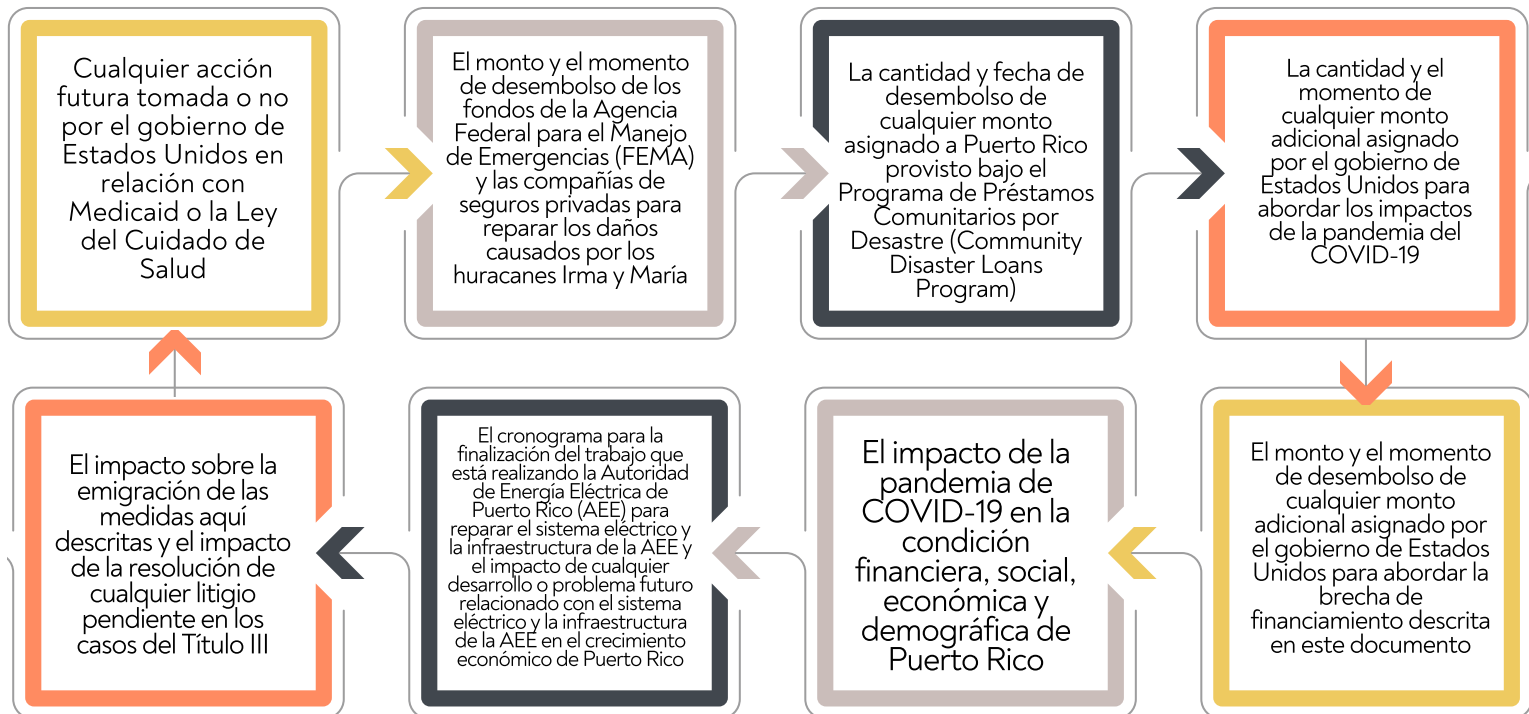 Cualquier acción
futura tomada o no
por el gobierno de
Estados Unidos en
relación con
Medicaid o la Ley
del Cuidado de
Salud
El monto y el momento
de desembolso de los
fondos de la Agencia
Federal para el Manejo
de Emergencias (FEMA)
y las compañías de
seguros privadas para
reparar los daños
causados por los
huracanes Irma y María
La cantidad y fecha de
desembolso de
cualquier monto
asignado a Puerto Rico
provisto bajo el
Programa de Préstamos
Comunitarios por
Desastre (Community
Disaster Loans
Program)
La cantidad y el
momento de
cualquier monto
adicional asignado
por el gobierno de
Estados Unidos para
abordar los impactos
de la pandemia del
COVID-19
El monto y el momento
de desembolso de
cualquier monto
adicional asignado por
el gobierno de Estados
Unidos para abordar la
brecha de
financiamiento descrita
en este documento
El impacto de la
pandemia de
COVID-19 en la
condición
financiera, social,
económica y
demográfica de
Puerto Rico
El cronograma para la
finalización del trabajo que
está realizando la Autoridad
de Energía Eléctrica de
Puerto Rico (AEE) para
reparar el sistema eléctrico y
la infraestructura de la AEE y
el impacto de cualquier
desarrollo o problema futuro
relacionado con el sistema
eléctrico y la infraestructura
de la AEE en el crecimiento
económico de Puerto Rico
El impacto sobre la
emigración de las
medidas aquí
descritas y el impacto
de la resolución de
cualquier litigio
pendiente en los
casos del Título III